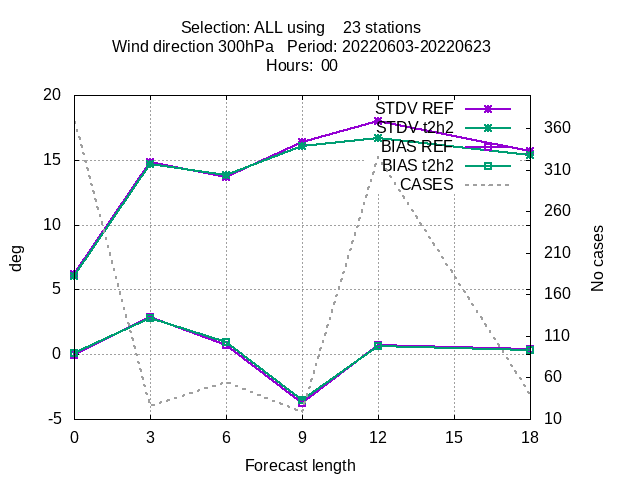 Selection: ALL using    23 stations
Wind direction 300hPa   Period: 20220603-20220623
Hours:  00
STDV REF
STDV t2h2
BIAS REF
BIAS t2h2
CASES
20
15
10
5
0
-5
360
310
260
210
160
110
60
10
deg
No cases
0 3 6 9 12 15 18
Forecast length